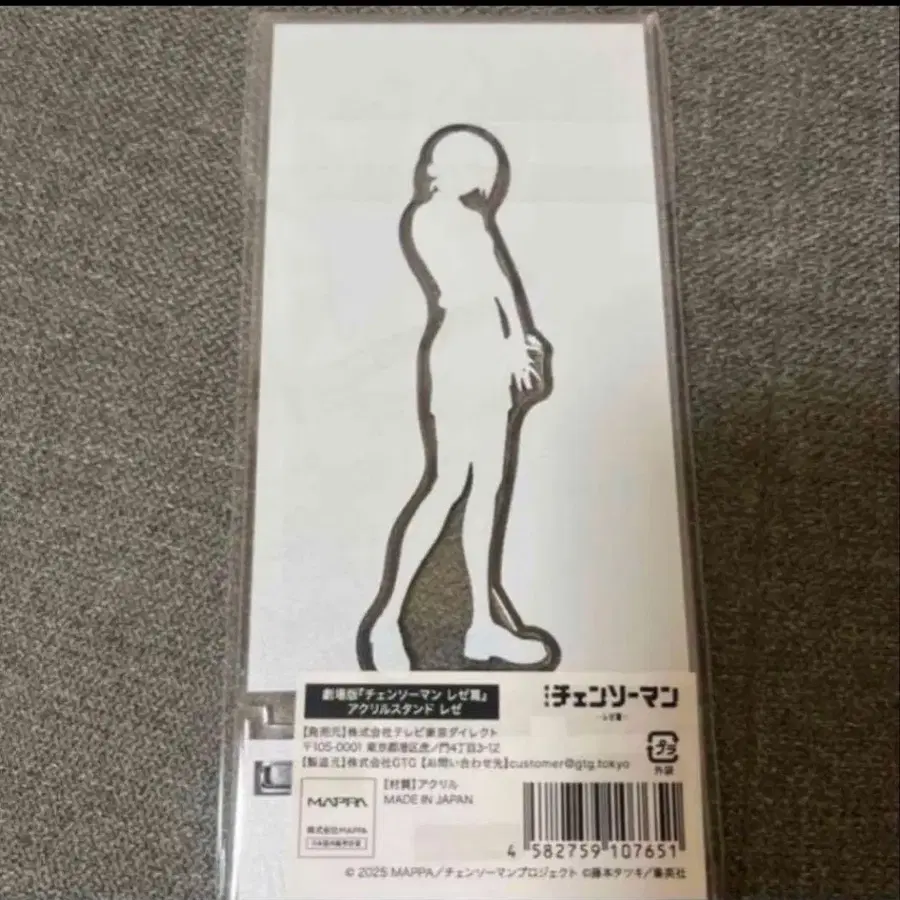 劇場版『チェンソーマン レゼ篇』
アクリルスタンド レゼ
劇場版 チェンソーマン
-レゼ篇-
【発売元】株式会社テレビ東京ダイレクト
〒105-0001 東京都港区虎ノ門4丁目3-12
【製造元】株式会社GTG 【お問い合わせ先】customer@gtg.tokyo
プラ
外袋
【材質】アクリル
MADE IN JAPAN
MAPPA
株式会社MAPPA
4 582759 107651
© 2025 MAPPA／チェンソーマンプロジェクト ©藤本タツキ／集英社